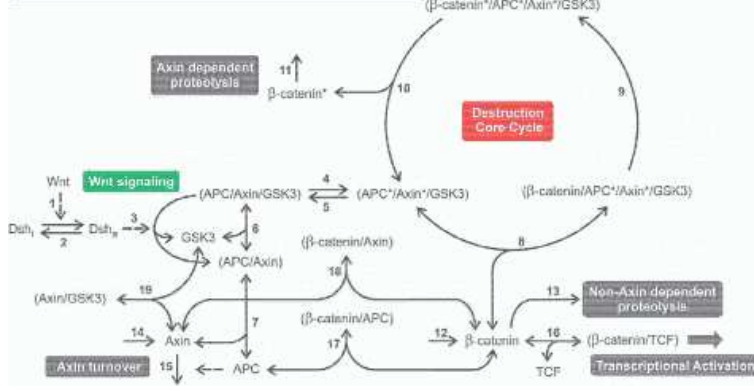 (β-catenin*/APC*/Axin*/GSK3)
Axin dependent
proteolysis
11
β-catenin*
10
9
Destruction
Core Cycle
Wnt
Wnt signaling
1
(APC/Axin/GSK3)
4
5
(APC*/Axin*/GSK3)
(β-catenin/APC*/Axin*/GSK3)
Dsh
2
Dsh
3
GSK3
6
8
(β-catenin/Axin)
(APC/Axin)
18
19
(Axin/GSK3)
13
Non-Axin dependent
proteolysis
(β-catenin/APC)
14
Axin
7
17
12
β-catenin
16
(β-catenin/TCF)
Axin turnover
15
APC
TCF
Transcriptional Activation